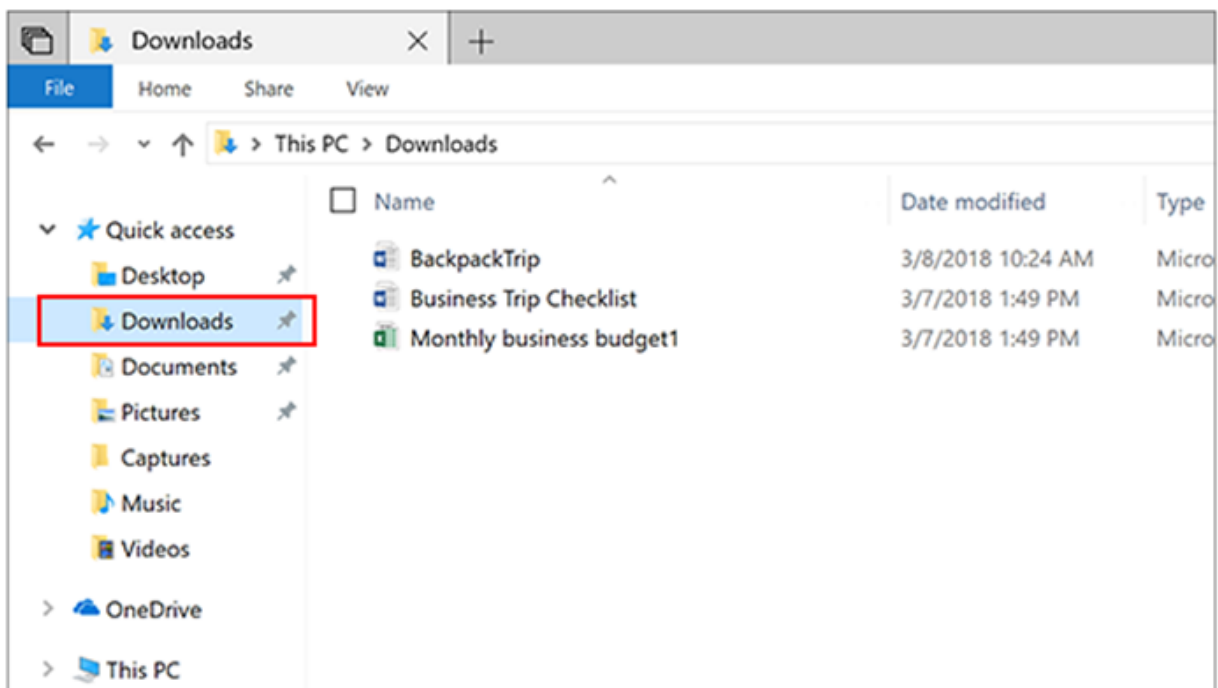 Downloads
File Home Share View
This PC > Downloads
Name Date modified Type
Quick access
Desktop
Downloads
Documents
Pictures
Captures
Music
Videos
OneDrive
This PC
BackpackTrip 3/8/2018 10:24 AM Micro
Business Trip Checklist 3/7/2018 1:49 PM Micro
Monthly business budget1 3/7/2018 1:49 PM Micro